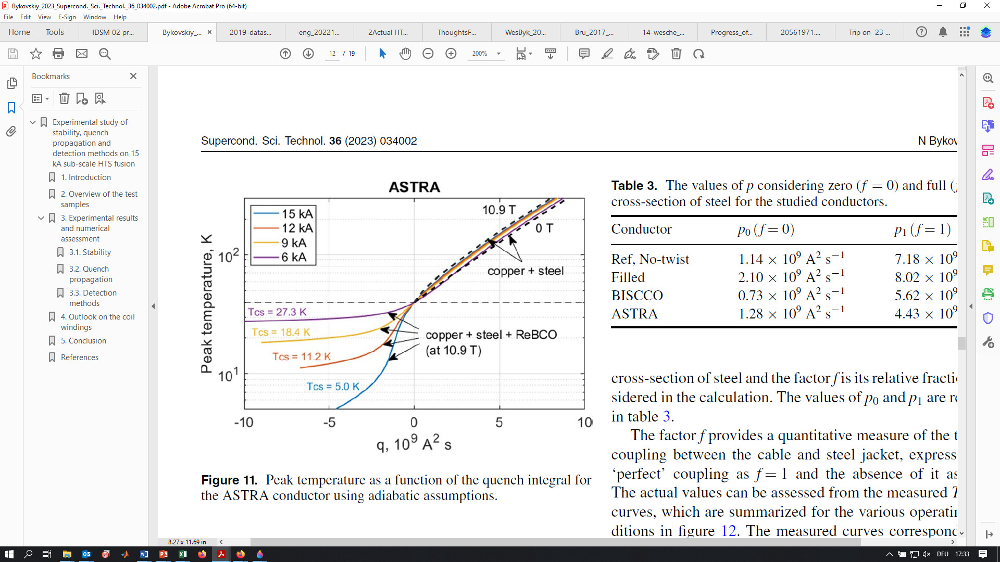 Bykovskiy_2023_Supercond._Sci._Technol._36_034002.pdf - Adobe Acrobat Pro (64-bit)
File Edit View E-Sign Window Help
Home Tools IDSM 02 pr... Bykovskiy_... × 2019-datas... eng_20221... 2Actual HT... ThoughtsF... WesByk_20... Bru_2017_... 14-wesche_... Progress_of... 20561971.... Trip on 23 ...
12 / 19 200%
Bookmarks
Experimental study of
stability, quench
propagation and
detection methods on 15
kA sub-scale HTS fusion
1. Introduction
2. Overview of the test
samples
3. Experimental results
and numerical
assessment
3.1. Stability
3.2. Quench
propagation
3.3. Detection
methods
4. Outlook on the coil
windings
5. Conclusion
References
Supercond. Sci. Technol. 36 (2023) 034002
N Bykov
ASTRA
15 kA
12 kA
9 kA
6 kA
10.9 T
0 T
copper + steel
Tcs = 27.3 K
Tcs = 18.4 K
Tcs = 11.2 K
Tcs = 5.0 K
copper + steel + ReBCO
(at 10.9 T)
Peak temperature, K
10²
10¹
-10 -5 0 5 10
q, 10⁹ A² s
Figure 11. Peak temperature as a function of the quench integral for
the ASTRA conductor using adiabatic assumptions.
Table 3. The values of p considering zero (f = 0) and full (
cross-section of steel for the studied conductors.
Conductor p₀ (f = 0) p₁ (f = 1)
Ref, No-twist 1.14 × 10⁹ A² s⁻¹ 7.18 × 10⁹
Filled 2.10 × 10⁹ A² s⁻¹ 8.02 × 10⁹
BISCCO 0.73 × 10⁹ A² s⁻¹ 5.62 × 10⁹
ASTRA 1.28 × 10⁹ A² s⁻¹ 4.43 × 10⁹
cross-section of steel and the factor f is its relative fracti
sidered in the calculation. The values of p₀ and p₁ are re
in table 3.
The factor f provides a quantitative measure of the t
coupling between the cable and steel jacket, express
'perfect' coupling as f = 1 and the absence of it as
The actual values can be assessed from the measured T
curves, which are summarized for the various operati
ditions in figure 12. The measured curves correspond
8.27 x 11.69 in
DEU 17:33